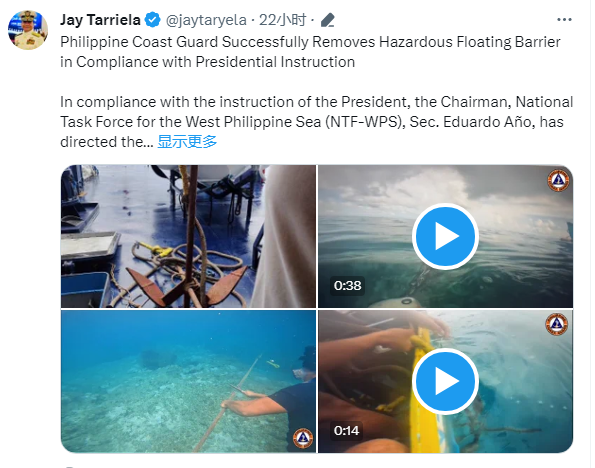 Jay Tarriela @jaytaryela · 22小时 ·
Philippine Coast Guard Successfully Removes Hazardous Floating Barrier
in Compliance with Presidential Instruction
In compliance with the instruction of the President, the Chairman, National
Task Force for the West Philippine Sea (NTF-WPS), Sec. Eduardo Año, has
directed the... 显示更多
0:38
0:14